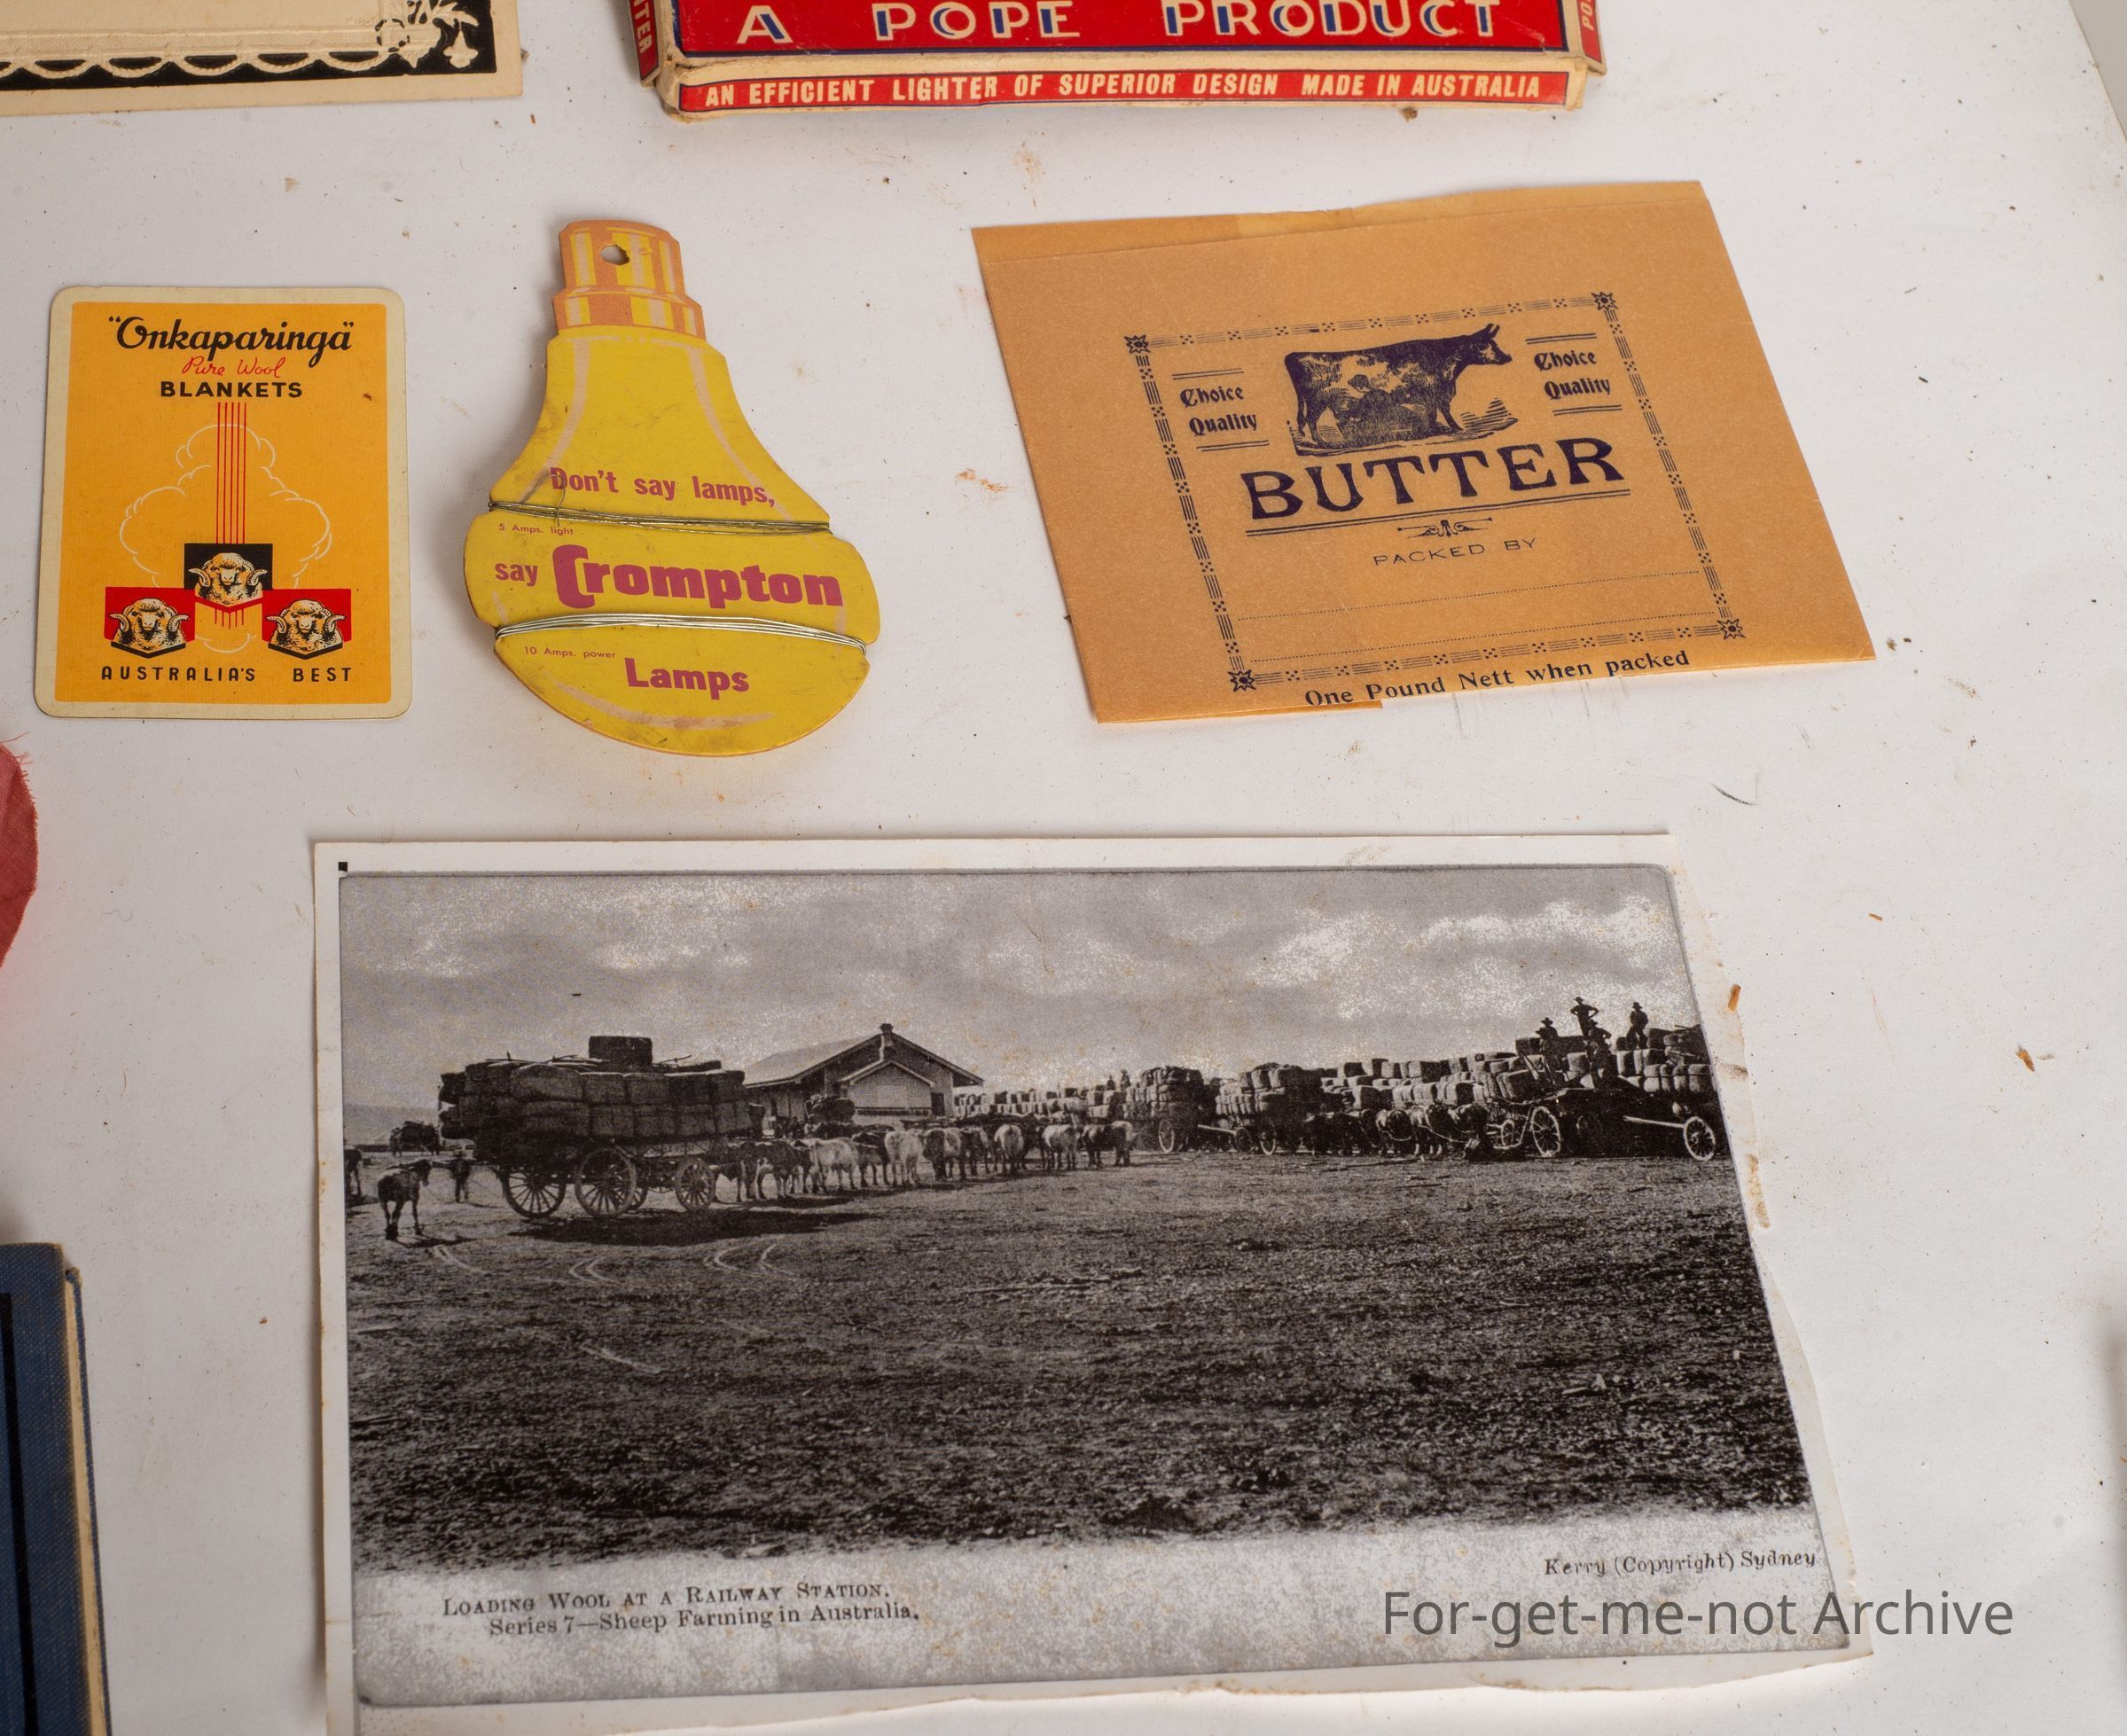 A POPE PRODUCT
AN EFFICIENT LIGHTER OF SUPERIOR DESIGN MADE IN AUSTRALIA
"Onkaparinga"
Pure Wool
BLANKETS
AUSTRALIA'S BEST
Don't say lamps,
5 Amps. light
say Crompton
10 Amps. power
Lamps
Choice
Quality
Choice
Quality
BUTTER
PACKED BY
One Pound Nett when packed
Kerry (Copyright) Sydney
LOADING WOOL AT A RAILWAY STATION.
Series 7—Sheep Farming in Australia.
For-get-me-not Archive